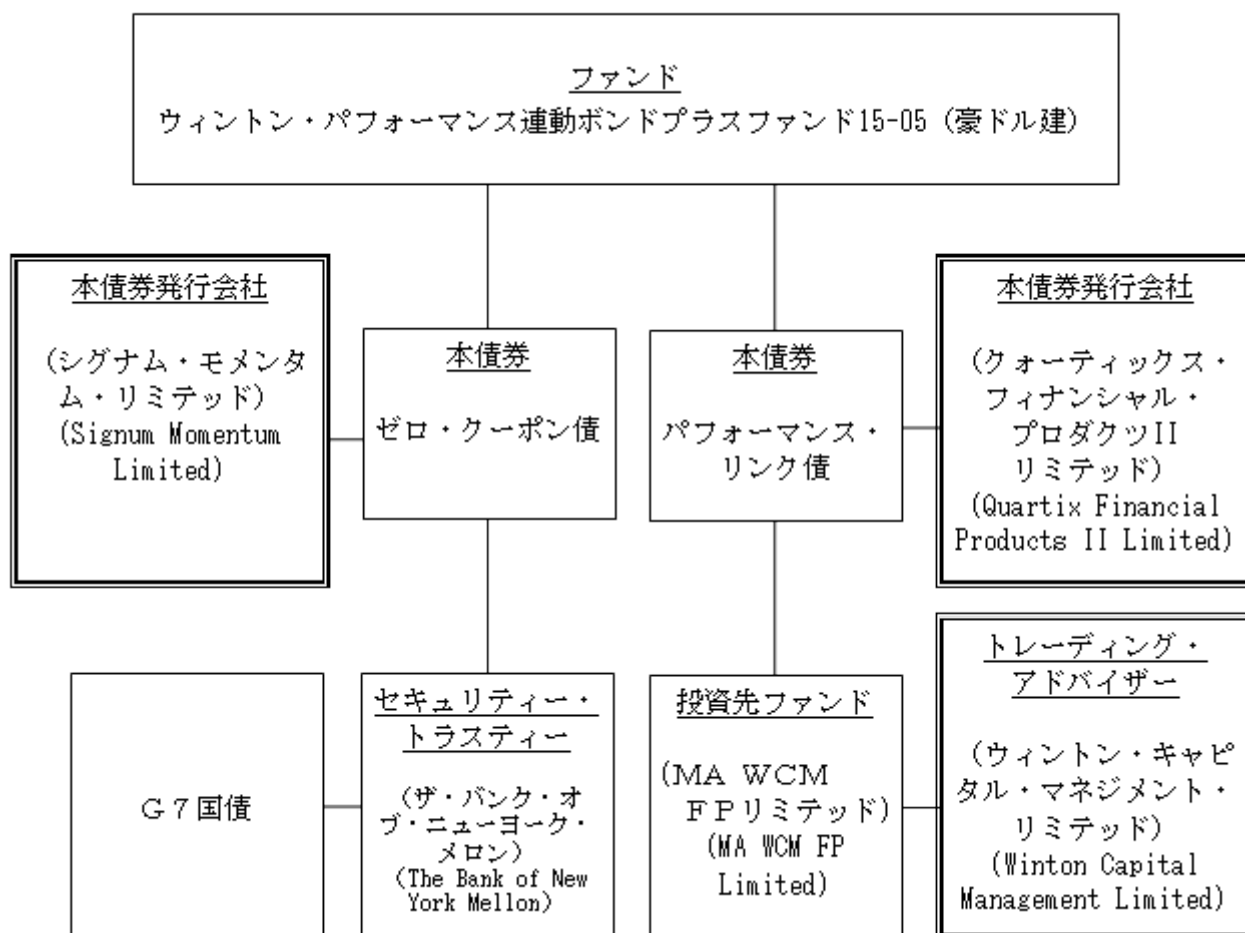 ファンド
ウィントン・パフォーマンス連動ボンドプラスファンド15-05（豪ドル建）
本債券発行会社
（シグナム・モメンタ
ム・リミテッド）
(Signum Momentum
Limited)
本債券
ゼロ・クーポン債
本債券
パフォーマンス・
リンク債
本債券発行会社
（クォーティックス・
フィナンシャル・
プロダクツII
リミテッド）
(Quartix Financial
Products II Limited)
G７国債
セキュリティー・
トラスティー
（ザ・バンク・オ
ブ・ニューヨーク・
メロン）
(The Bank of New
York Mellon)
投資先ファンド
（ＭＡ ＷＣＭ
ＦＰリミテッド）
(MA WCM FP
Limited)
トレーディング・
アドバイザー
（ウィントン・キャピ
タル・マネジメント・
リミテッド）
(Winton Capital
Management Limited)